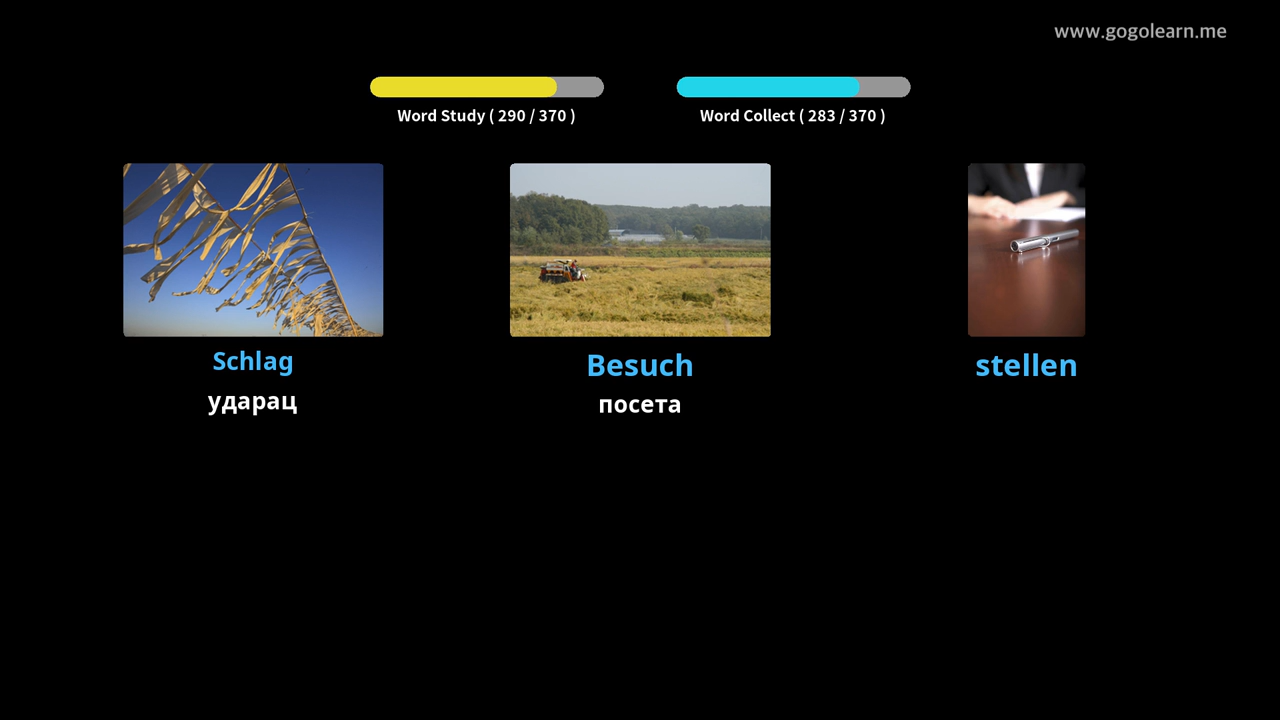 www.gogolearn.me
Word Study ( 290 / 370 )
Word Collect ( 283 / 370 )
Schlag
ударац
Besuch
посета
stellen